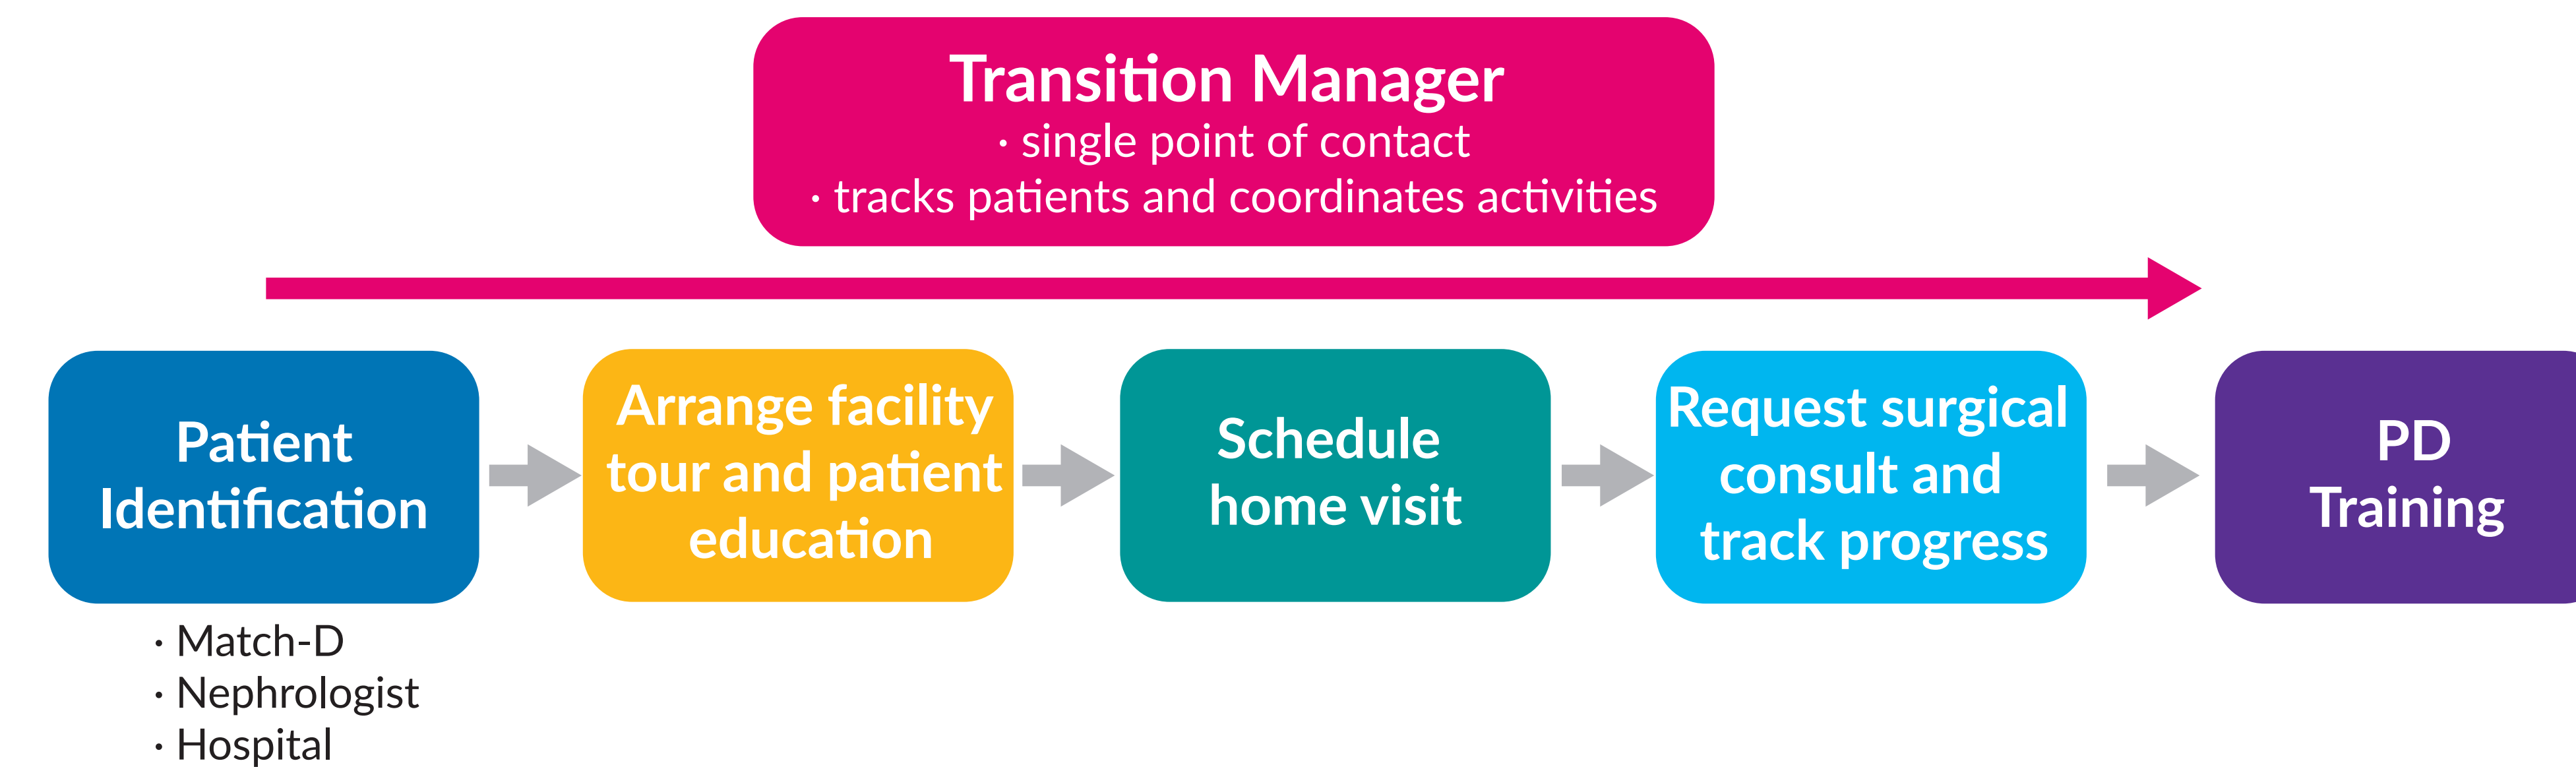 Transition Manager
· single point of contact
· tracks patients and coordinates activities
Patient
Identification
· Match-D
· Nephrologist
· Hospital
Arrange facility
tour and patient
education
Schedule
home visit
Request surgical
consult and
track progress
PD
Training